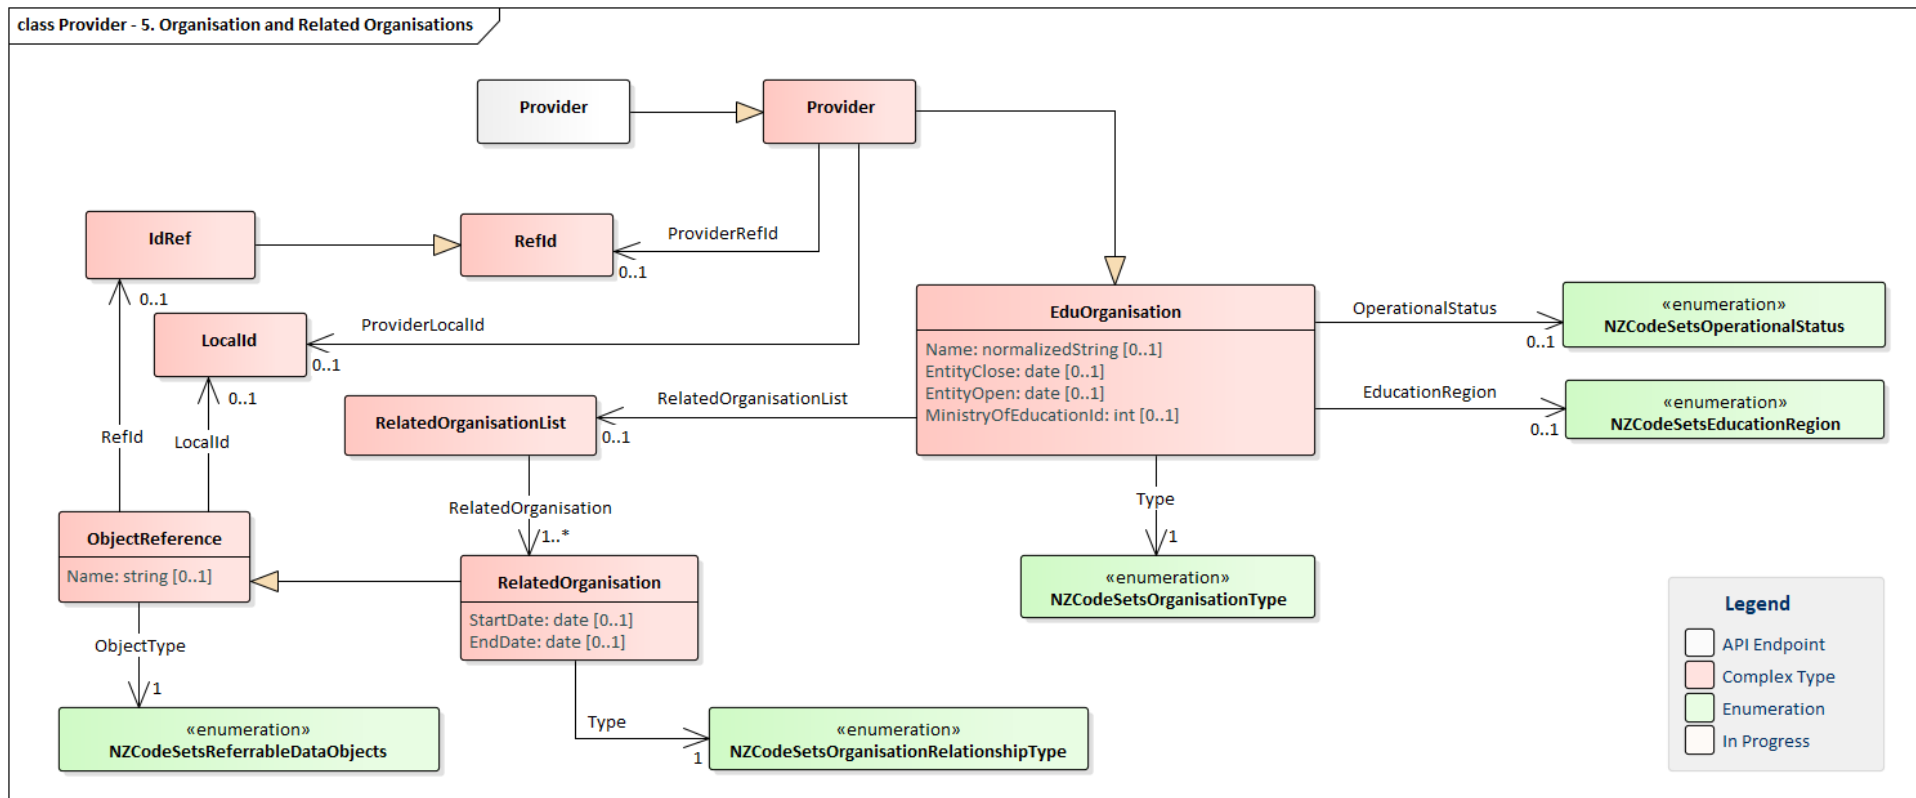 class Provider - 5. Organisation and Related Organisations
Provider
Provider
IdRef
RefId
ProviderRefId
0..1
0..1
LocalId
ProviderLocalId
0..1
0..1
EduOrganisation
Name: normalizedString [0..1]
EntityClose: date [0..1]
EntityOpen: date [0..1]
MinistryOfEducationId: int [0..1]
OperationalStatus
0..1
«enumeration»
NZCodeSetsOperationalStatus
EducationRegion
0..1
«enumeration»
NZCodeSetsEducationRegion
RelatedOrganisationList
0..1
RelatedOrganisationList
RefId
LocalId
RelatedOrganisation
1..*
Type
1
«enumeration»
NZCodeSetsOrganisationType
ObjectReference
Name: string [0..1]
RelatedOrganisation
StartDate: date [0..1]
EndDate: date [0..1]
ObjectType
1
«enumeration»
NZCodeSetsReferrableDataObjects
Type
1
«enumeration»
NZCodeSetsOrganisationRelationshipType
Legend
API Endpoint
Complex Type
Enumeration
In Progress